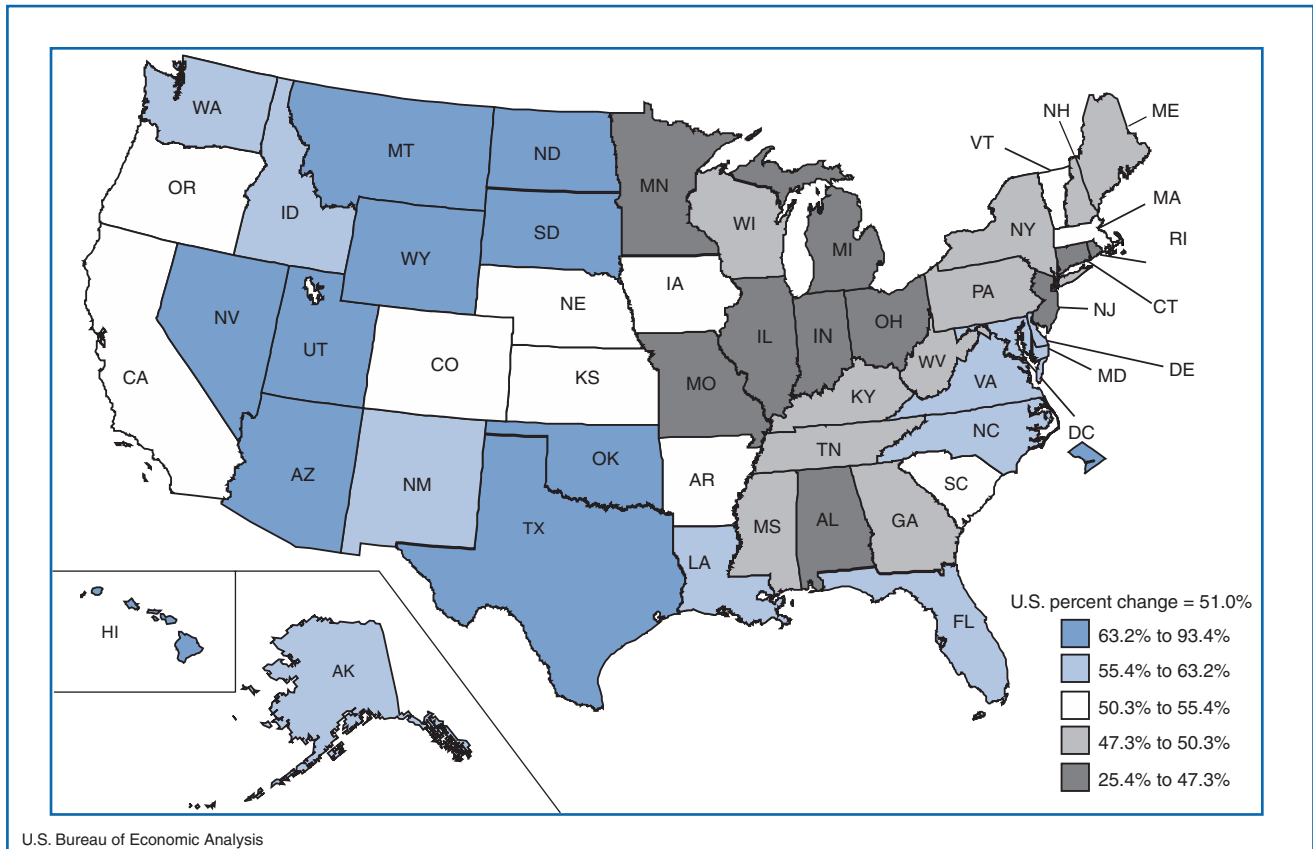 WA
MT
ND
MN
OR
ID
WY
SD
WI
MI
VT
NH
ME
MA
NY
RI
PA
NJ
CT
NV
UT
NE
IA
IL
IN
OH
CA
CO
KS
MO
KY
WV
VA
MD
DE
DC
AZ
NM
OK
AR
TN
NC
SC
TX
LA
MS
AL
GA
FL
HI
AK
U.S. percent change = 51.0%
63.2% to 93.4%
55.4% to 63.2%
50.3% to 55.4%
47.3% to 50.3%
25.4% to 47.3%
U.S. Bureau of Economic Analysis